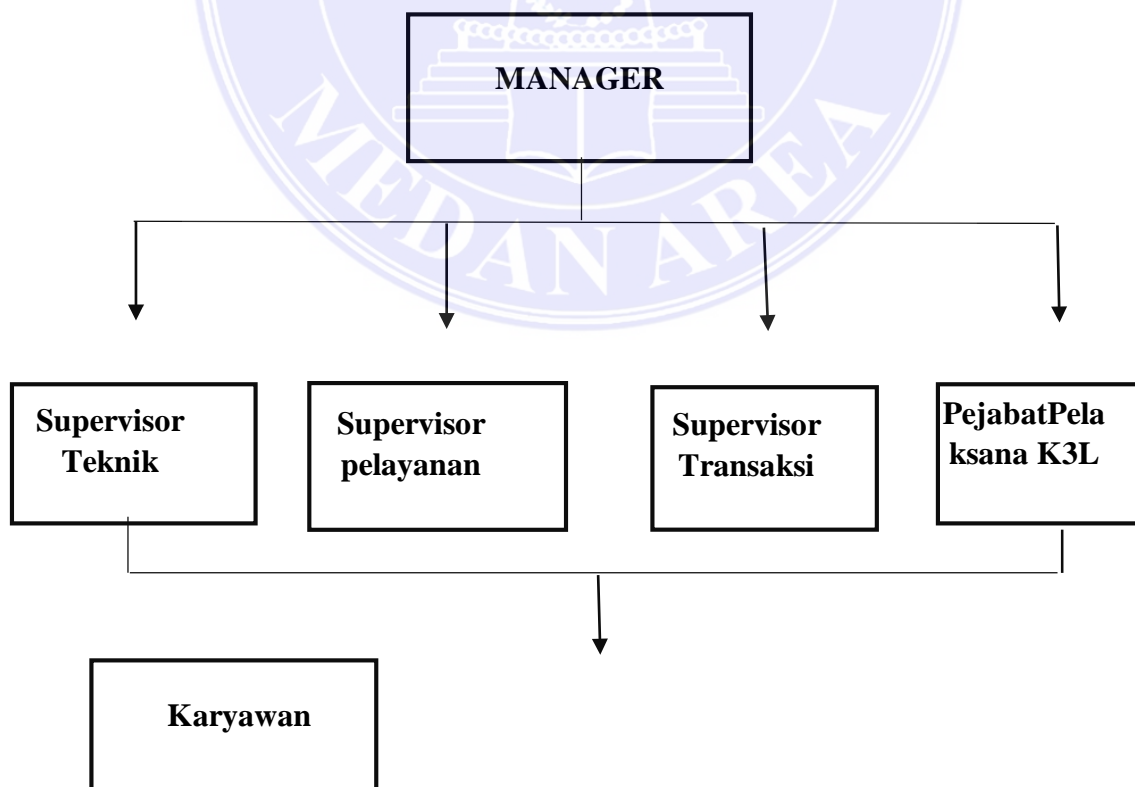 MANAGER
MEDAN AREA
Supervisor
Teknik
Supervisor
pelayanan
Supervisor
Transaksi
PejabatPela
ksana K3L
Karyawan